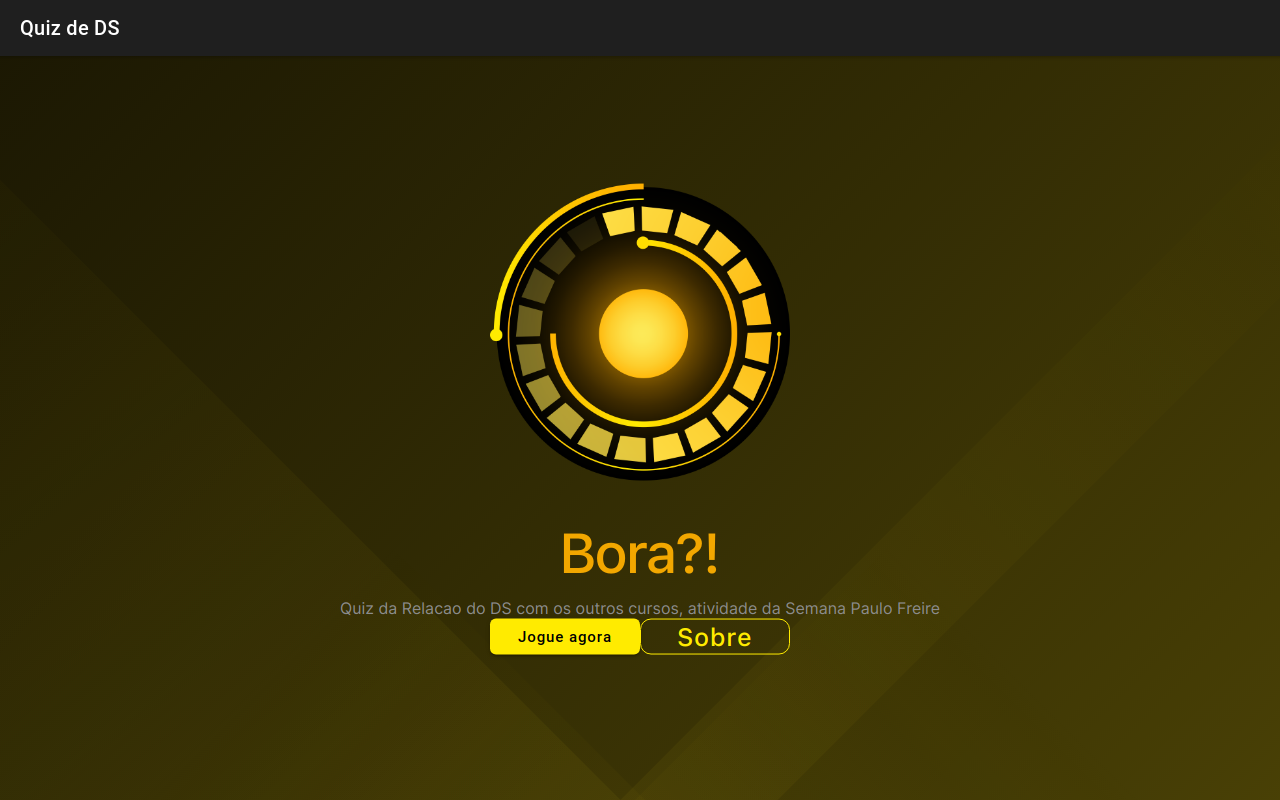 Quiz de DS
Bora?!
Quiz da Relacao do DS com os outros cursos, atividade da Semana Paulo Freire
Jogue agora
Sobre